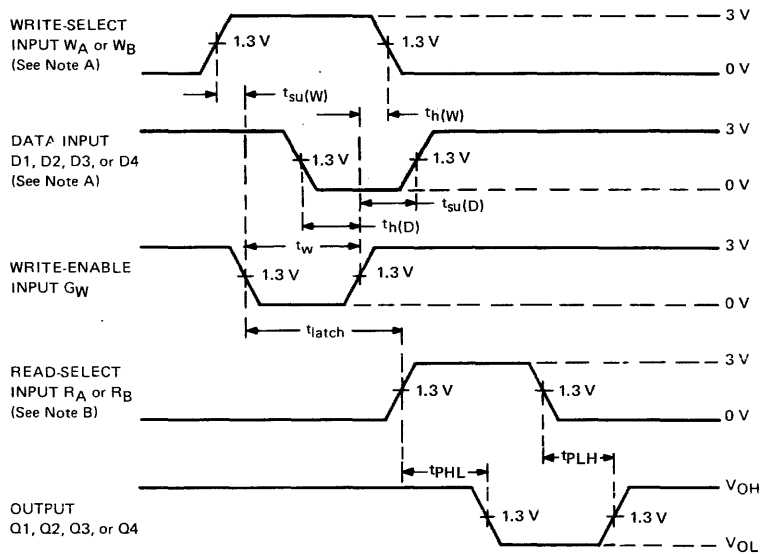 WRITE-SELECT
INPUT WA or WB
(See Note A)
3 V
1.3 V
1.3 V
0 V
tsu(W)
th(W)
DATA INPUT
D1, D2, D3, or D4
(See Note A)
3 V
1.3 V
1.3 V
0 V
tsu(D)
th(D)
tw
WRITE-ENABLE
INPUT GW
3 V
1.3 V
1.3 V
0 V
tlatch
READ-SELECT
INPUT RA or RB
(See Note B)
3 V
1.3 V
1.3 V
0 V
tPHL
tPLH
OUTPUT
Q1, Q2, Q3, or Q4
VOH
1.3 V
1.3 V
VOL